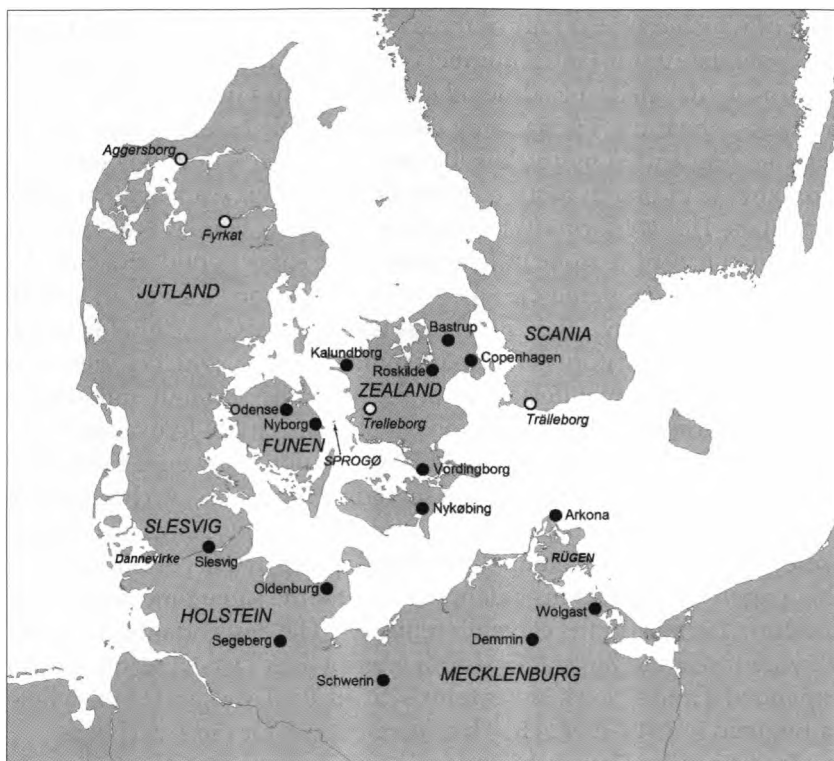 Aggersborg
Fyrkat
JUTLAND
Bastrup
SCANIA
Kalundborg
Copenhagen
Roskilde
ZEALAND
Odense
Trelleborg
Trälleborg
Nyborg
FUNEN
SPROGØ
Vordingborg
Nykøbing
Arkona
SLESVIG
Dannevirke
Slesvig
RÜGEN
Oldenburg
Wolgast
HOLSTEIN
Segeberg
Demmin
Schwerin
MECKLENBURG